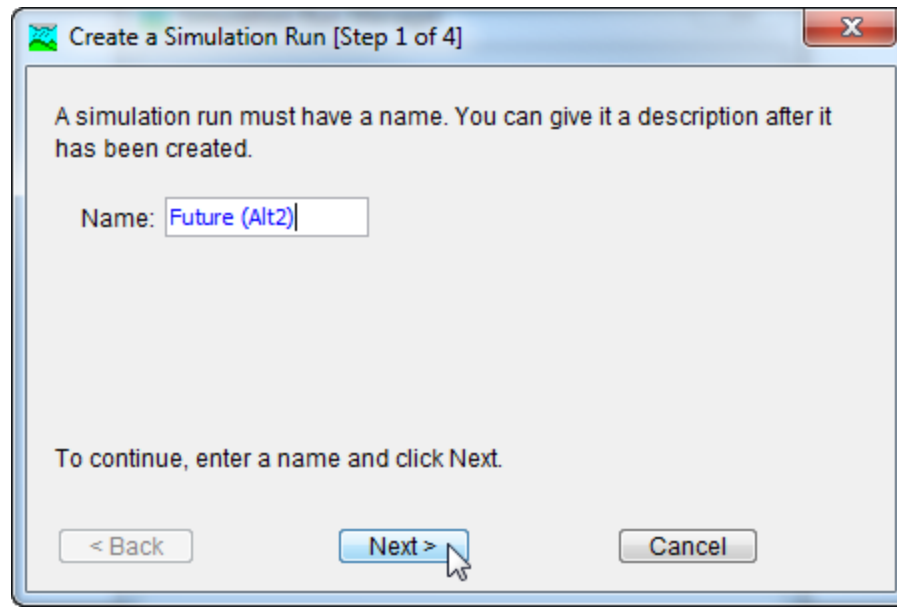 Create a Simulation Run [Step 1 of 4]
A simulation run must have a name. You can give it a description after it
has been created.
Name: Future (Alt2)
To continue, enter a name and click Next.
< Back Next > Cancel